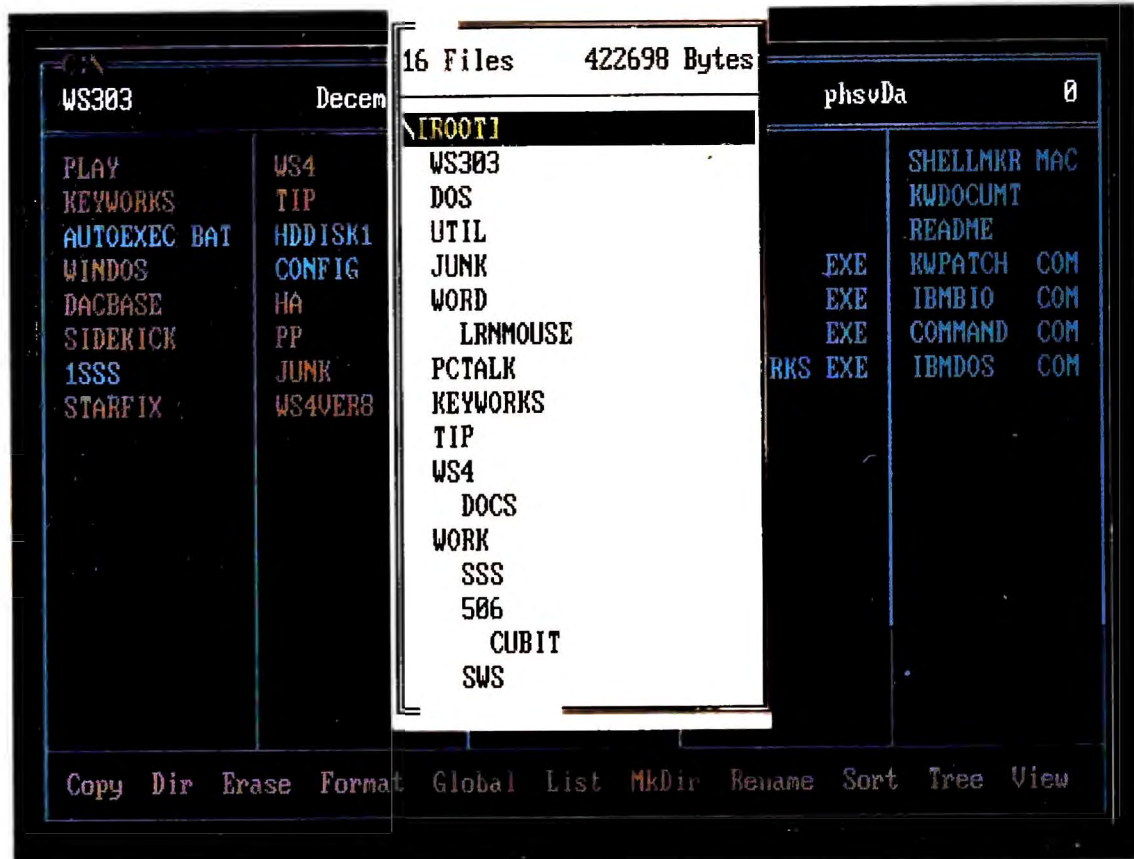 C:\
WS303 Decem phsvDa 0
PLAY WS4 SHELLMKR MAC
KEYWORKS TIP KWDOCUMT
AUTOEXEC BAT HDDISK1 README
WINDOS CONFIG EXE KWPATCH COM
DACBASE HA EXE IBMBIO COM
SIDEKICK PP EXE COMMAND COM
1SSS JUNK RKS EXE IBMDOS COM
STARFIX WS4VER8
16 Files 422698 Bytes
\[ROOT]
WS303
DOS
UTIL
JUNK
WORD
LRNMOUSE
PCTALK
KEYWORKS
TIP
WS4
DOCS
WORK
SSS
506
CUBIT
SWS
Copy Dir Erase Format Global List MkDir Rename Sort Tree View